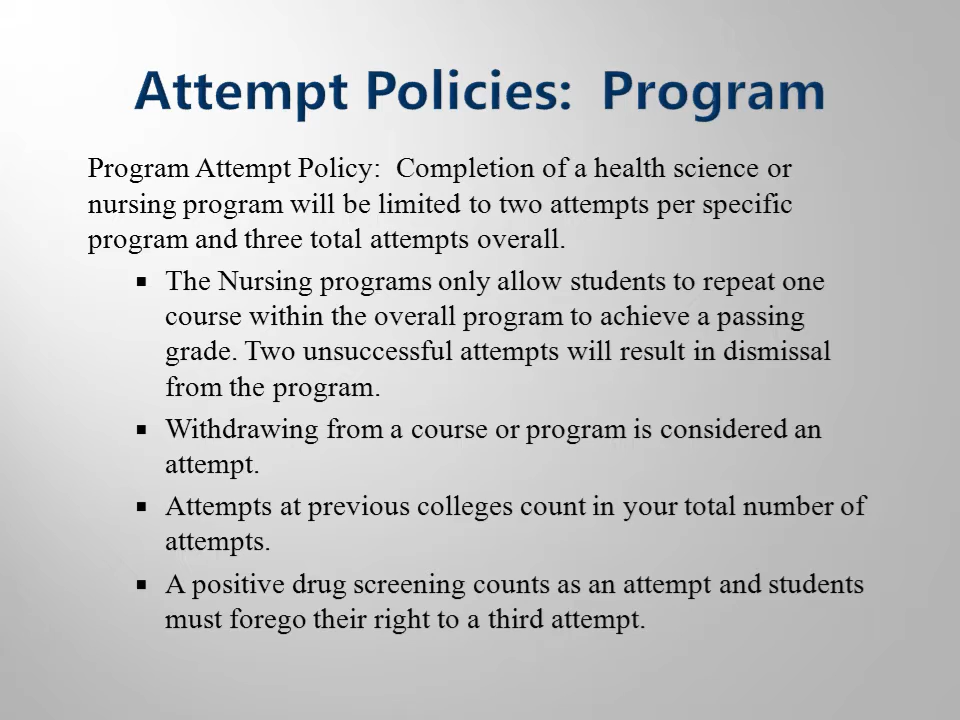 Attempt Policies:  Program
Program Attempt Policy:  Completion of a health science or
nursing program will be limited to two attempts per specific
program and three total attempts overall.
▪ The Nursing programs only allow students to repeat one
course within the overall program to achieve a passing
grade. Two unsuccessful attempts will result in dismissal
from the program.
▪ Withdrawing from a course or program is considered an
attempt.
▪ Attempts at previous colleges count in your total number of
attempts.
▪ A positive drug screening counts as an attempt and students
must forego their right to a third attempt.